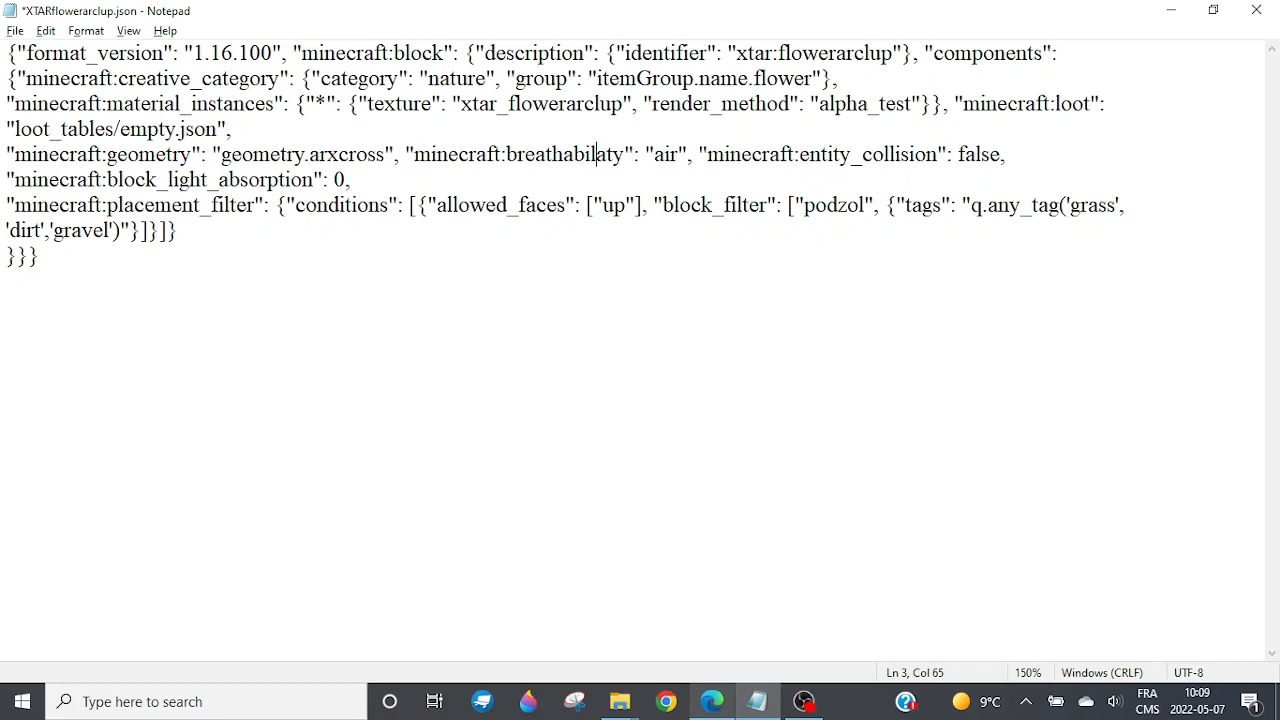 *XTARflowerarclup.json - Notepad
File Edit Format View Help
{"format_version": "1.16.100", "minecraft:block": {"description": {"identifier": "xtar:flowerarclup"}, "components":
{"minecraft:creative_category": {"category": "nature", "group": "itemGroup.name.flower"},
"minecraft:material_instances": {"*": {"texture": "xtar_flowerarclup", "render_method": "alpha_test"}}, "minecraft:loot":
"loot_tables/empty.json",
"minecraft:geometry": "geometry.arxcross", "minecraft:breathabilaty": "air", "minecraft:entity_collision": false,
"minecraft:block_light_absorption": 0,
"minecraft:placement_filter": {"conditions": [{"allowed_faces": ["up"], "block_filter": ["podzol", {"tags": "q.any_tag('grass',
'dirt','gravel')"}]}]}
}}}
Ln 3, Col 65 150% Windows (CRLF) UTF-8
Type here to search 9°C FRA 10:09
CMS 2022-05-07 1